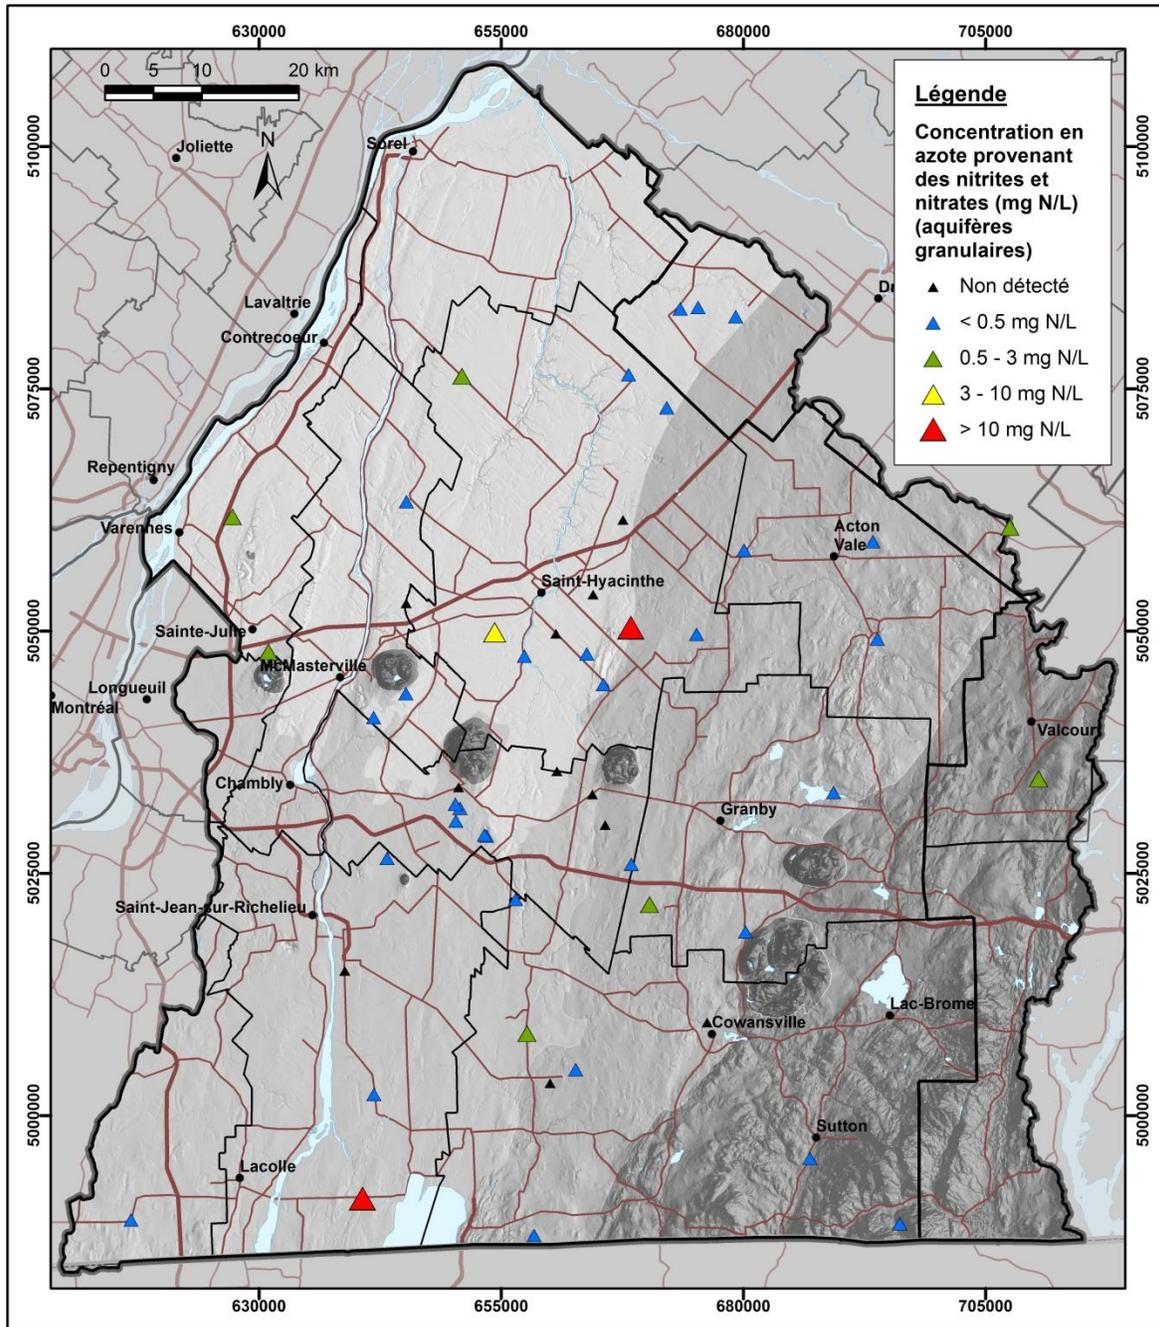 630000 655000 680000 705000
0 5 10 20 km
N
5100000
5075000
5050000
5025000
5000000
Joliette
Sorel
Lavaltrie
Contrecoeur
Dr
Repentigny
Varennes
Acton
Vale
Saint-Hyacinthe
Sainte-Julie
McMasterville
Longueuil
Montréal
Valcourt
Chambly
Granby
Saint-Jean-sur-Richelieu
Lac-Brome
Cowansville
Sutton
Lacolle
Légende
Concentration en
azote provenant
des nitrites et
nitrates (mg N/L)
(aquifères
granulaires)
Non détecté
< 0.5 mg N/L
0.5 - 3 mg N/L
3 - 10 mg N/L
> 10 mg N/L
5100000
5075000
5050000
5025000
5000000
630000 655000 680000 705000